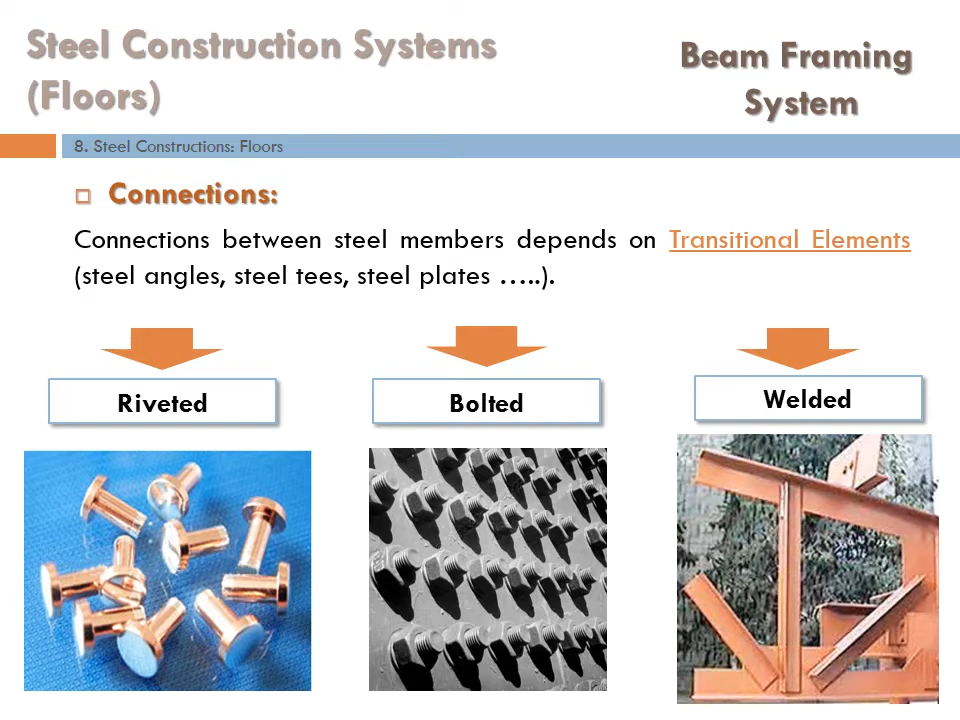 Steel Construction Systems
(Floors)
Beam Framing
System
8. Steel Constructions: Floors
Connections:
Connections between steel members depends on Transitional Elements
(steel angles, steel tees, steel plates …..).
Riveted
Bolted
Welded